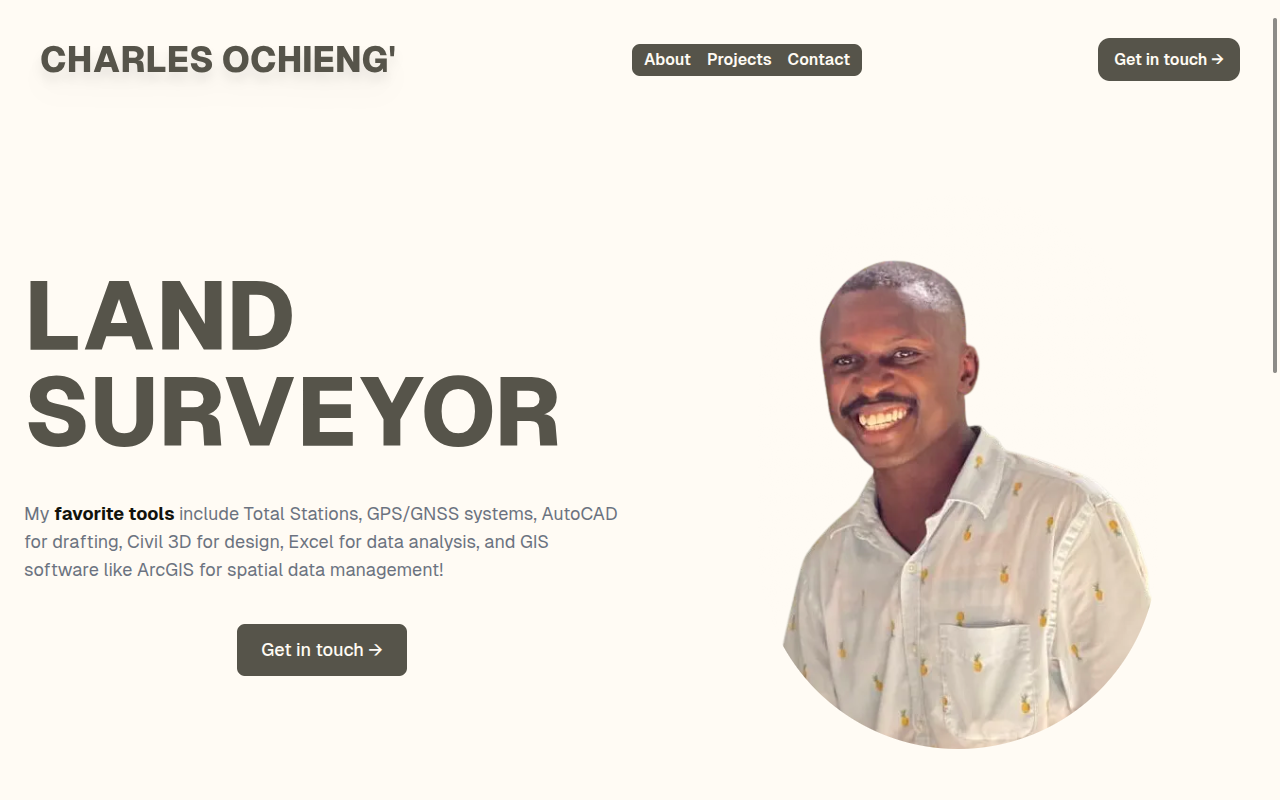 CHARLES OCHIENG'
About Projects Contact
Get in touch →
LAND
SURVEYOR
My favorite tools include Total Stations, GPS/GNSS systems, AutoCAD
for drafting, Civil 3D for design, Excel for data analysis, and GIS
software like ArcGIS for spatial data management!
Get in touch →